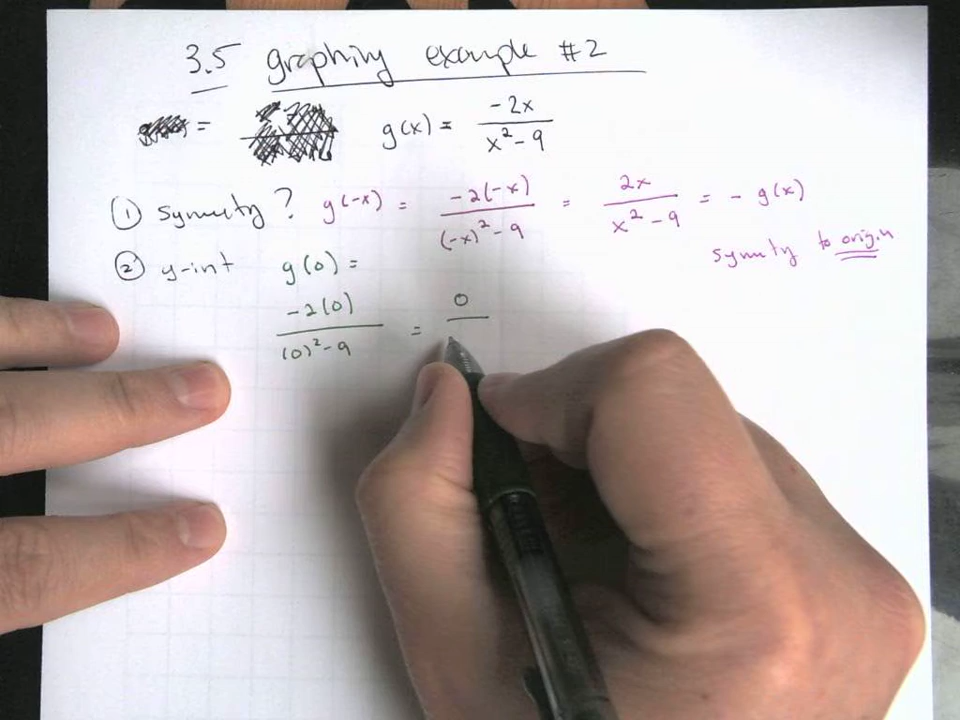 3.5 graphing example #2
= g(x) = -2x / x² - 9
① symmetry? g(-x) = -2(-x) / (-x)² - 9 = 2x / x² - 9 = - g(x)
symmetry to origin
② y-int g(0) =
-2(0) / (0)² - 9 = 0 /